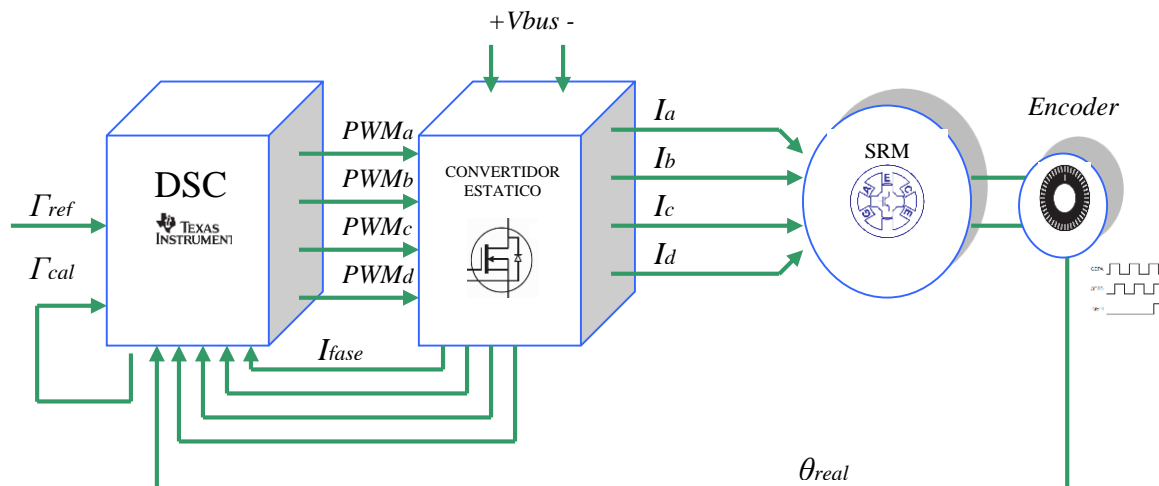 +Vbus -
Encoder
PWMa
Ia
SRM
CONVERTIDOR
ESTATICO
DSC
PWMb
Ib
Γref
TEXAS
INSTRUMENT
PWMc
Ic
Γcal
PWMd
Id
Ifase
θreal